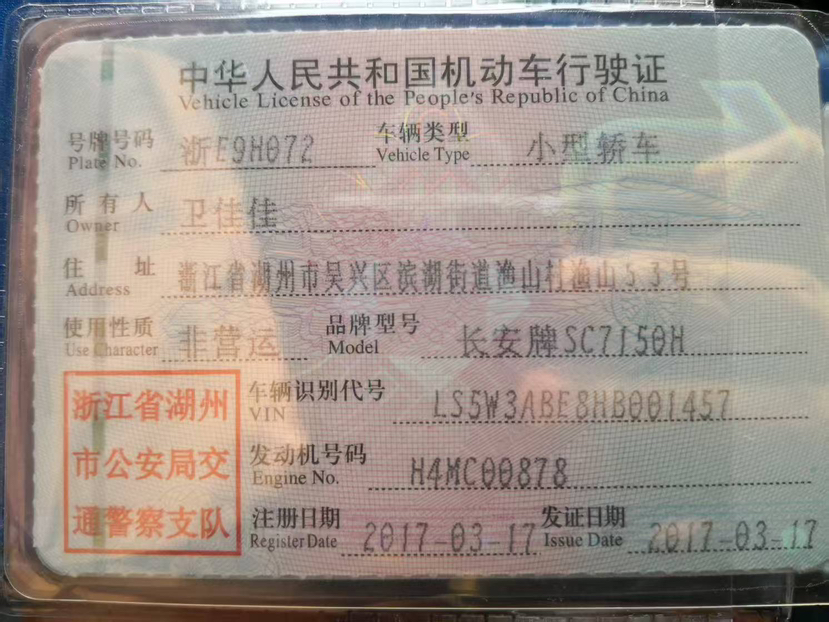 中华人民共和国机动车行驶证
Vehicle License of the People's Republic of China
号牌号码 浙E9H072 车辆类型 小型轿车
Plate No. Vehicle Type
所有人 卫佳佳
Owner
住址 浙江省湖州市吴兴区滨湖街道渔山村渔山53号
Address
使用性质 非营运 品牌型号 长安牌SC7150H
Use Character Model
浙江省湖州
市公安局交
通警察支队
车辆识别代号 LS5W3ABE8HB001457
VIN
发动机号码 H4MC00878
Engine No.
注册日期 2017-03-17 发证日期 2017-03-17
Register Date Issue Date